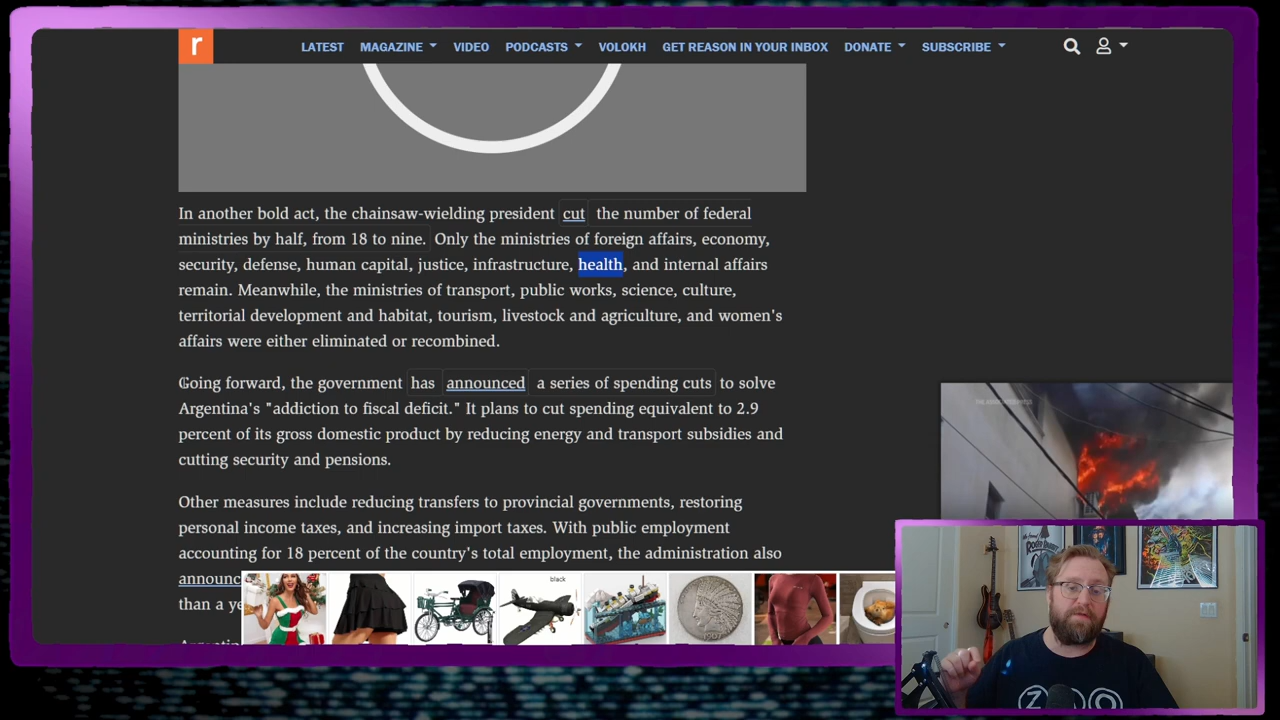 r
LATEST MAGAZINE VIDEO PODCASTS VOLOKH GET REASON IN YOUR INBOX DONATE SUBSCRIBE
In another bold act, the chainsaw-wielding president cut the number of federal
ministries by half, from 18 to nine. Only the ministries of foreign affairs, economy,
security, defense, human capital, justice, infrastructure, health, and internal affairs
remain. Meanwhile, the ministries of transport, public works, science, culture,
territorial development and habitat, tourism, livestock and agriculture, and women's
affairs were either eliminated or recombined.
Going forward, the government has announced a series of spending cuts to solve
Argentina's "addiction to fiscal deficit." It plans to cut spending equivalent to 2.9
percent of its gross domestic product by reducing energy and transport subsidies and
cutting security and pensions.
Other measures include reducing transfers to provincial governments, restoring
personal income taxes, and increasing import taxes. With public employment
accounting for 18 percent of the country's total employment, the administration also
than a
black
1907